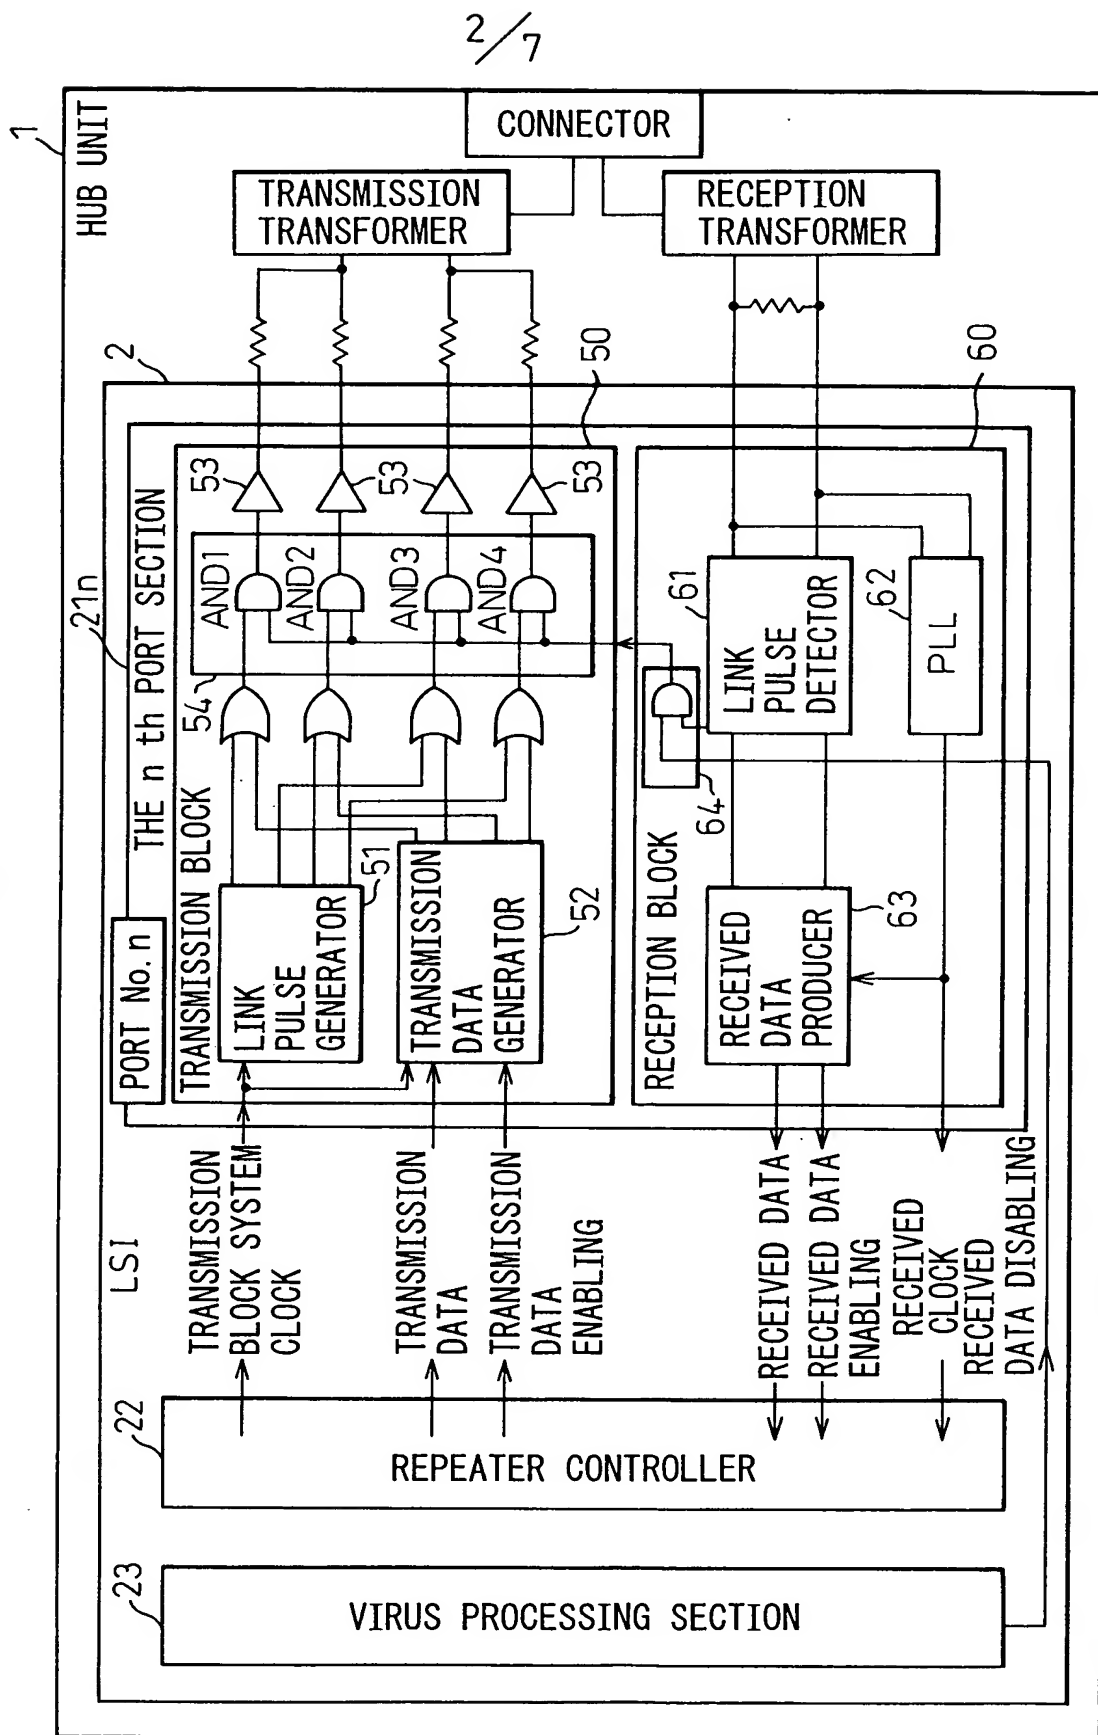 2/7
1
HUB UNIT
CONNECTOR
TRANSMISSION
TRANSFORMER
RECEPTION
TRANSFORMER
2
LSI
21n
PORT No. n
THE n th PORT SECTION
50
TRANSMISSION BLOCK
53
53
53
53
54
AND1
AND2
AND3
AND4
LINK
PULSE
GENERATOR
51
TRANSMISSION
DATA
GENERATOR
52
60
RECEPTION BLOCK
61
LINK
PULSE
DETECTOR
62
PLL
64
RECEIVED
DATA
PRODUCER
63
TRANSMISSION
BLOCK SYSTEM
CLOCK
TRANSMISSION
DATA
TRANSMISSION
DATA
ENABLING
RECEIVED DATA
RECEIVED DATA
ENABLING
RECEIVED
CLOCK
RECEIVED
DATA DISABLING
22
REPEATER CONTROLLER
23
VIRUS PROCESSING SECTION